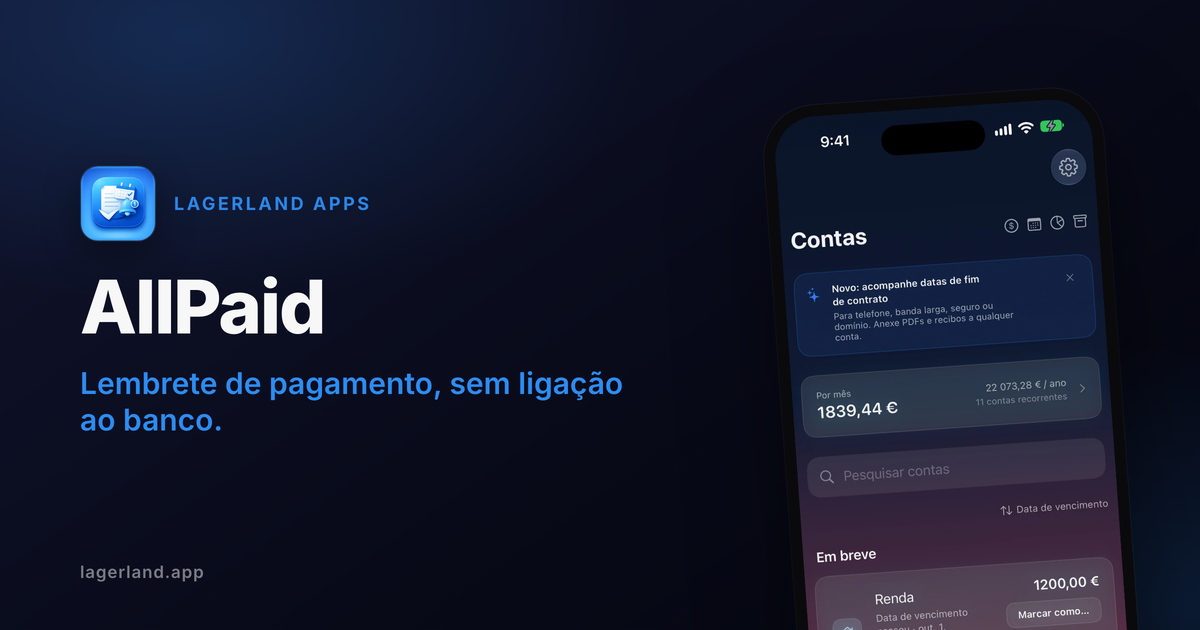 LAGERLAND APPS
AllPaid
Lembrete de pagamento, sem ligação
ao banco.
lagerland.app
9:41
Contas
Novo: acompanhe datas de fim
de contrato
Para telefone, banda larga, seguro ou
domínio. Anexe PDFs e recibos a qualquer
conta.
Por mês
1839,44 €
22 073,28 € / ano
11 contas recorrentes
Pesquisar contas
Data de vencimento
Em breve
Renda
1200,00 €
Data de vencimento
passou · out. 1.
Marcar como...